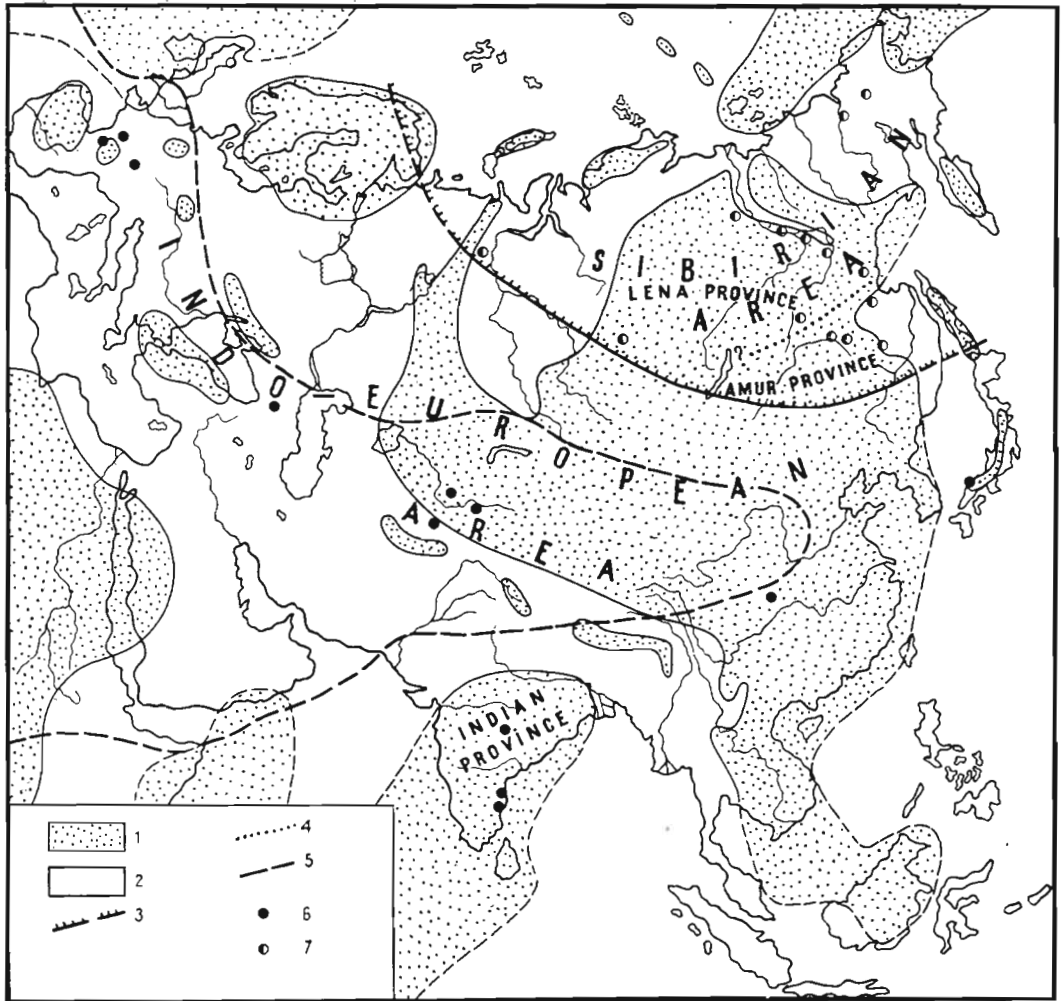 SIBIRIAN
AREA
LENA PROVINCE
?
AMUR PROVINCE
INDO-EUROPEAN
AREA
INDIAN
PROVINCE
1
2
3
4
5
6
7